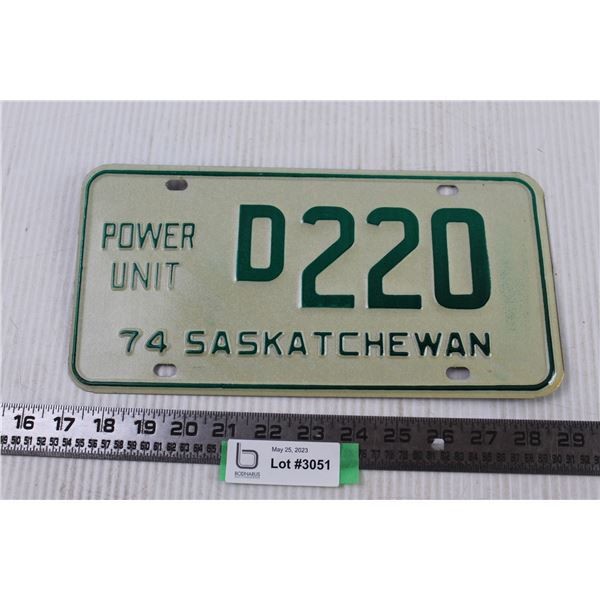 POWER UNIT D220
74 SASKATCHEWAN
16 17 18 19 20 21 22 23 24 25 26 27 28 29
May 25, 2023
Lot #3051
BODNARUS